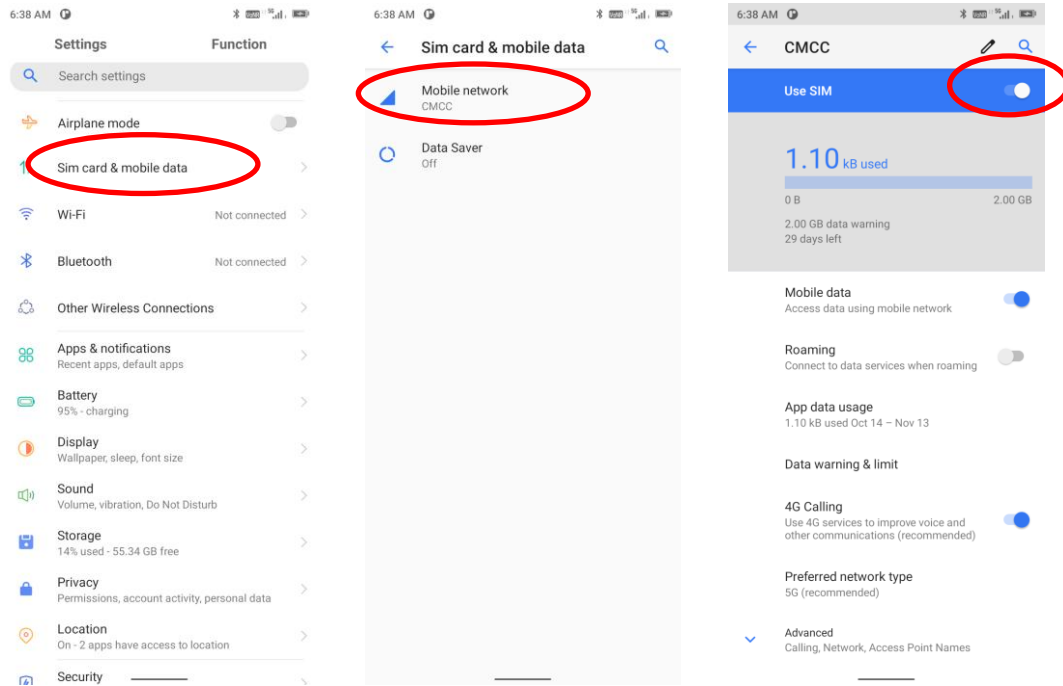 6:38 AM
Settings
Function
Search settings
Airplane mode
Sim card & mobile data
Wi-Fi
Not connected
Bluetooth
Not connected
Other Wireless Connections
Apps & notifications
Recent apps, default apps
Battery
95% - charging
Display
Wallpaper, sleep, font size
Sound
Volume, vibration, Do Not Disturb
Storage
14% used - 55.34 GB free
Privacy
Permissions, account activity, personal data
Location
On - 2 apps have access to location
Security
6:38 AM
Sim card & mobile data
Mobile network
CMCC
Data Saver
Off
6:38 AM
CMCC
Use SIM
1.10 kB used
0 B
2.00 GB
2.00 GB data warning
29 days left
Mobile data
Access data using mobile network
Roaming
Connect to data services when roaming
App data usage
1.10 kB used Oct 14 – Nov 13
Data warning & limit
4G Calling
Use 4G services to improve voice and
other communications (recommended)
Preferred network type
5G (recommended)
Advanced
Calling, Network, Access Point Names